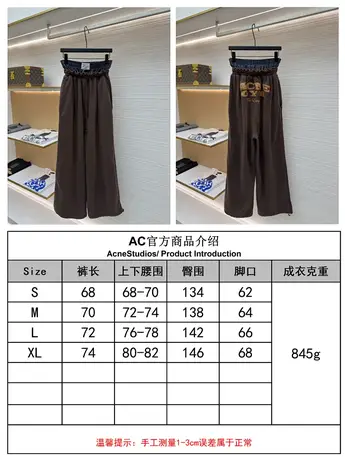 AC官方商品介绍
AcneStudios/ Product Introduction
Size 裤长 上下腰围 臀围 脚口 成衣克重
S 68 68-70 134 62
M 70 72-74 138 64
L 72 76-78 142 66
XL 74 80-82 146 68 845g
温馨提示: 手工测量1-3cm误差属于正常